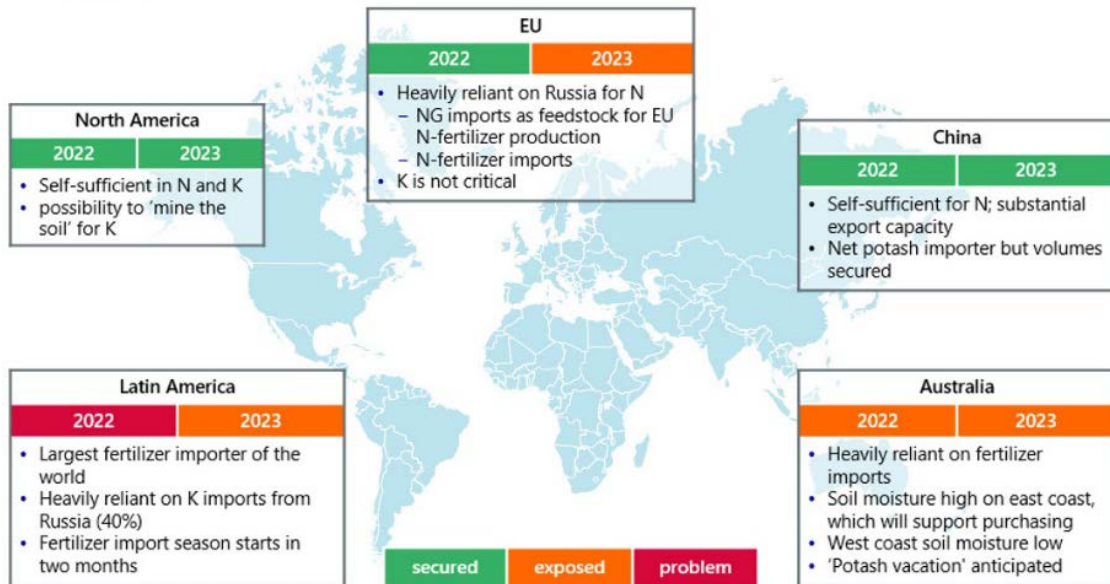 EU
2022 2023
• Heavily reliant on Russia for N
– NG imports as feedstock for EU
N-fertilizer production
– N-fertilizer imports
• K is not critical
North America
2022 2023
• Self-sufficient in N and K
• possibility to ‘mine the
soil’ for K
China
2022 2023
• Self-sufficient for N; substantial
export capacity
• Net potash importer but volumes
secured
Latin America
2022 2023
• Largest fertilizer importer of the
world
• Heavily reliant on K imports from
Russia (40%)
• Fertilizer import season starts in
two months
Australia
2022 2023
• Heavily reliant on fertilizer
imports
• Soil moisture high on east coast,
which will support purchasing
• West coast soil moisture low
• ‘Potash vacation' anticipated
secured exposed problem